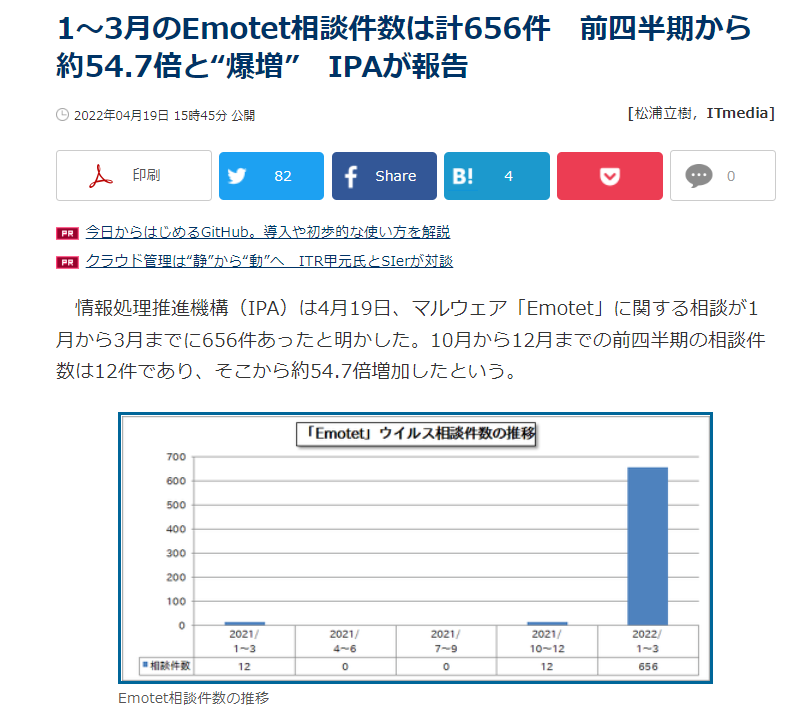 1～3月のEmotet相談件数は計656件　前四半期から
約54.7倍と“爆増”　IPAが報告
2022年04月19日 15時45分 公開
[松浦立樹，ITmedia]
印刷
82
Share
B! 4
0
PR 今日からはじめるGitHub。導入や初歩的な使い方を解説
PR クラウド管理は“静”から“動”へ　ITR甲元氏とSIerが対談
　情報処理推進機構（IPA）は4月19日、マルウェア「Emotet」に関する相談が1
月から3月までに656件あったと明かした。10月から12月までの前四半期の相談件
数は12件であり、そこから約54.7倍増加したという。
「Emotet」ウイルス相談件数の推移
700
600
500
400
300
200
100
0
2021/ 2021/ 2021/ 2021/ 2022/
1～3 4～6 7～9 10～12 1～3
相談件数 12 0 0 12 656
Emotet相談件数の推移